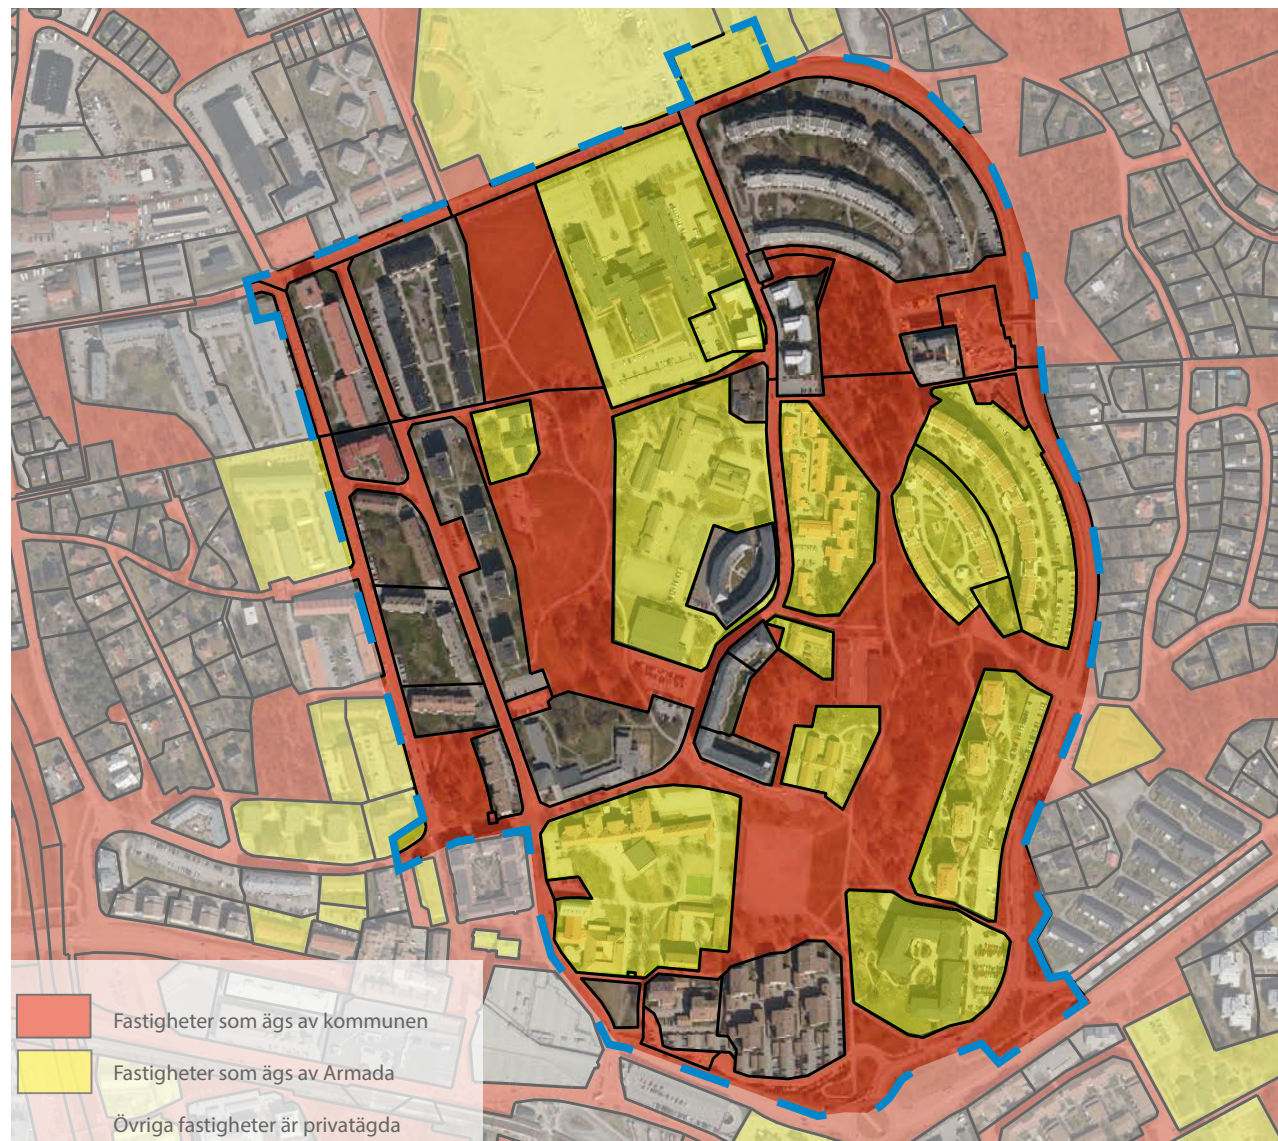 Fastigheter som ägs av kommunen
Fastigheter som ägs av Armada
Övriga fastigheter är privatägda